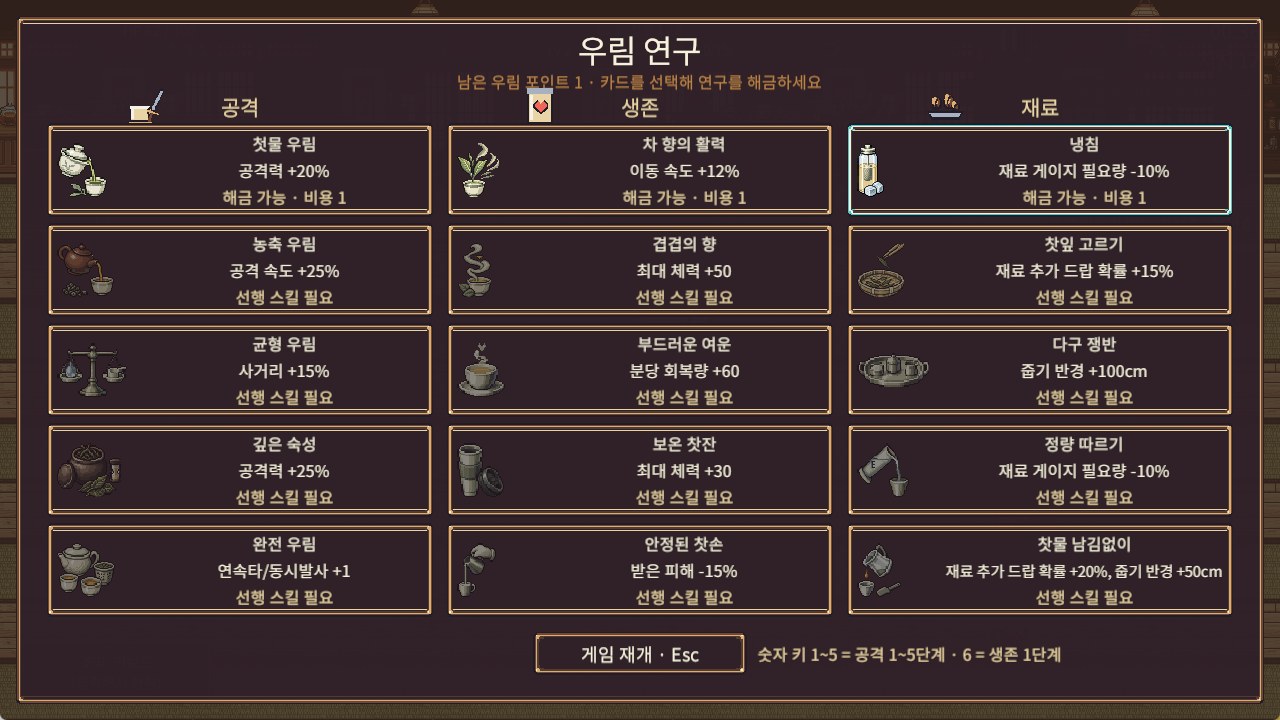 우림 연구
남은 우림 포인트 1 · 카드를 선택해 연구를 해금하세요
공격
생존
재료
첫물 우림
공격력 +20%
해금 가능 · 비용 1
차 향의 활력
이동 속도 +12%
해금 가능 · 비용 1
냉침
재료 게이지 필요량 -10%
해금 가능 · 비용 1
농축 우림
공격 속도 +25%
선행 스킬 필요
겹겹의 향
최대 체력 +50
선행 스킬 필요
찻잎 고르기
재료 추가 드랍 확률 +15%
선행 스킬 필요
균형 우림
사거리 +15%
선행 스킬 필요
부드러운 여운
분당 회복량 +60
선행 스킬 필요
다구 쟁반
줍기 반경 +100cm
선행 스킬 필요
깊은 숙성
공격력 +25%
선행 스킬 필요
보온 찻잔
최대 체력 +30
선행 스킬 필요
정량 따르기
재료 게이지 필요량 -10%
선행 스킬 필요
완전 우림
연속타/동시발사 +1
선행 스킬 필요
안정된 찻손
받은 피해 -15%
선행 스킬 필요
찻물 남김없이
재료 추가 드랍 확률 +20%, 줍기 반경 +50cm
선행 스킬 필요
게임 재개 · Esc
숫자 키 1~5 = 공격 1~5단계 · 6 = 생존 1단계